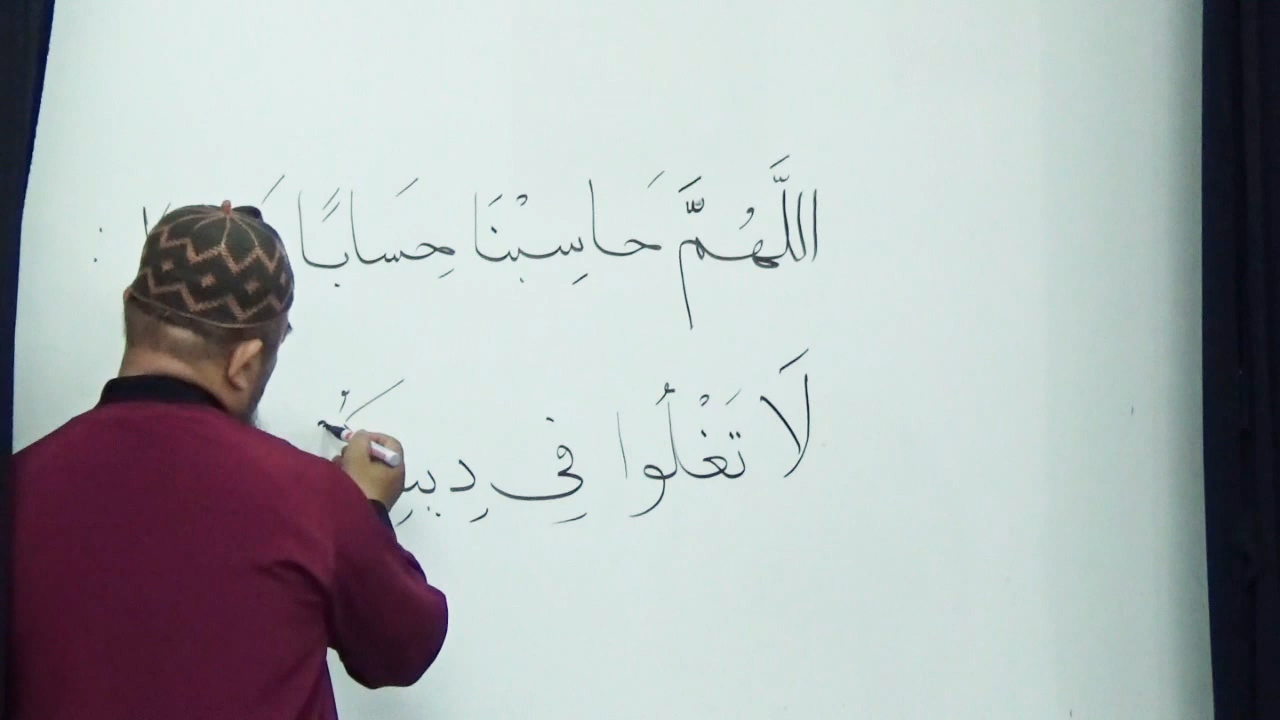 اللَّهُمَّ حَاسِبْنَا حِسَابًا
لَا تَغْلُوا فِى